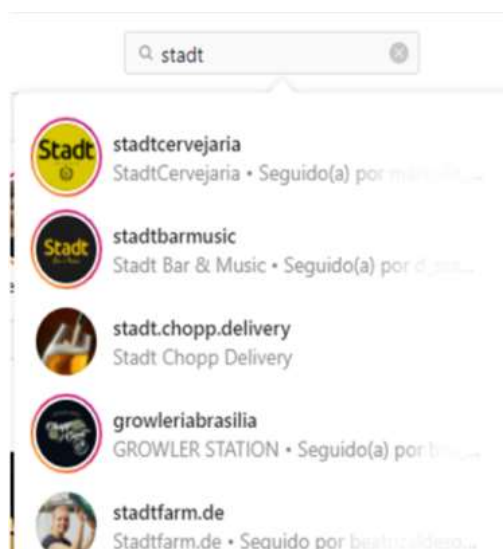 stadt
Stadt
stadtcervejaria
StadtCervejaria • Seguido(a) por
Stadt
stadtbarmusic
Stadt Bar & Music • Seguido(a) por
stadt.chopp.delivery
Stadt Chopp Delivery
growleriabrasilia
GROWLER STATION • Seguido(a) por
stadtfarm.de
Stadtfarm.de • Seguido por